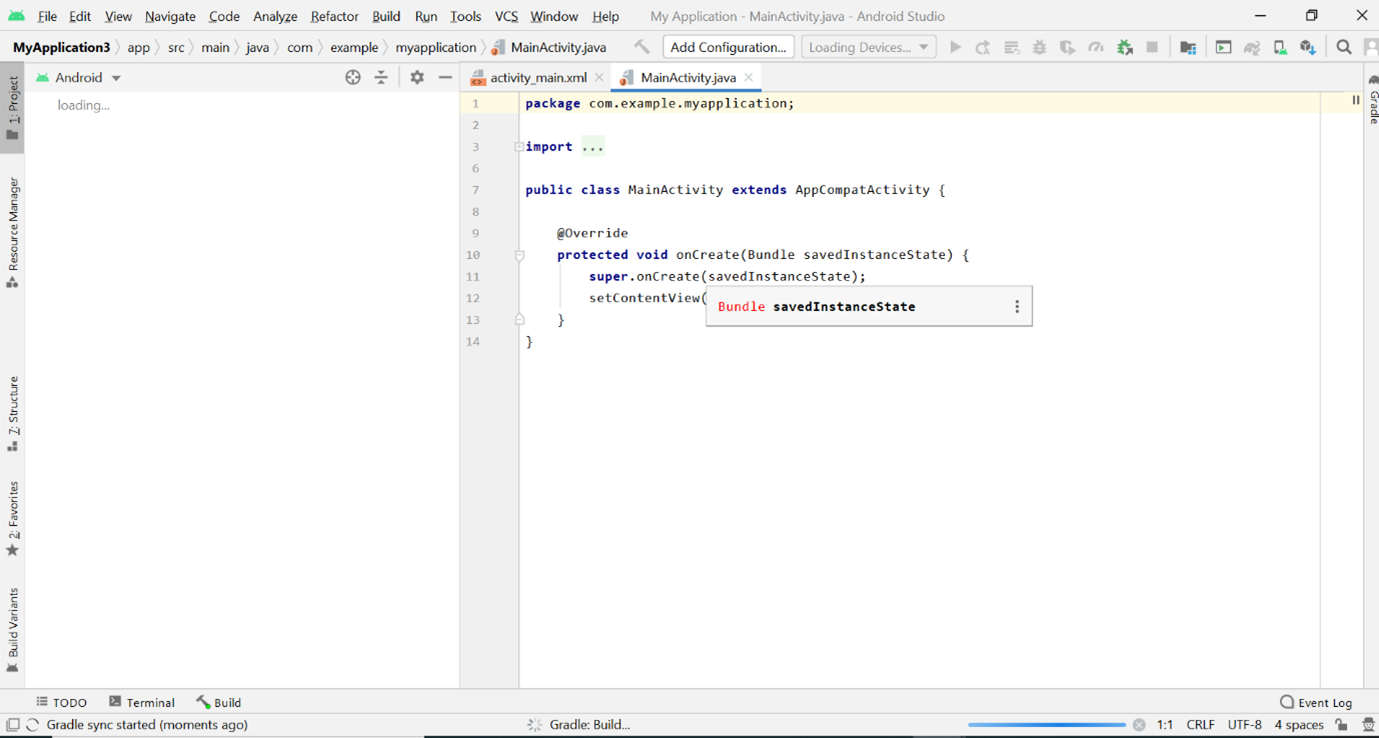 File Edit View Navigate Code Analyze Refactor Build Run Tools VCS Window Help My Application - MainActivity.java - Android Studio
MyApplication3 app src main java com example myapplication MainActivity.java Add Configuration... Loading Devices...
1: Project
Resource Manager
7: Structure
2: Favorites
Build Variants
Android
loading...
activity_main.xml MainActivity.java
1 package com.example.myapplication;
2
3 import ...
6
7 public class MainActivity extends AppCompatActivity {
8
9 @Override
10 protected void onCreate(Bundle savedInstanceState) {
11 super.onCreate(savedInstanceState);
12 setContentView(
Bundle savedInstanceState
13 }
14 }
Gradle
TODO Terminal Build Event Log
Gradle sync started (moments ago) Gradle: Build... 1:1 CRLF UTF-8 4 spaces